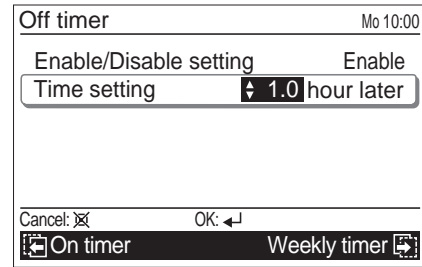 Off timer Mo 10:00
Enable/Disable setting Enable
Time setting 1.0 hour later
Cancel: OK:
On timer Weekly timer